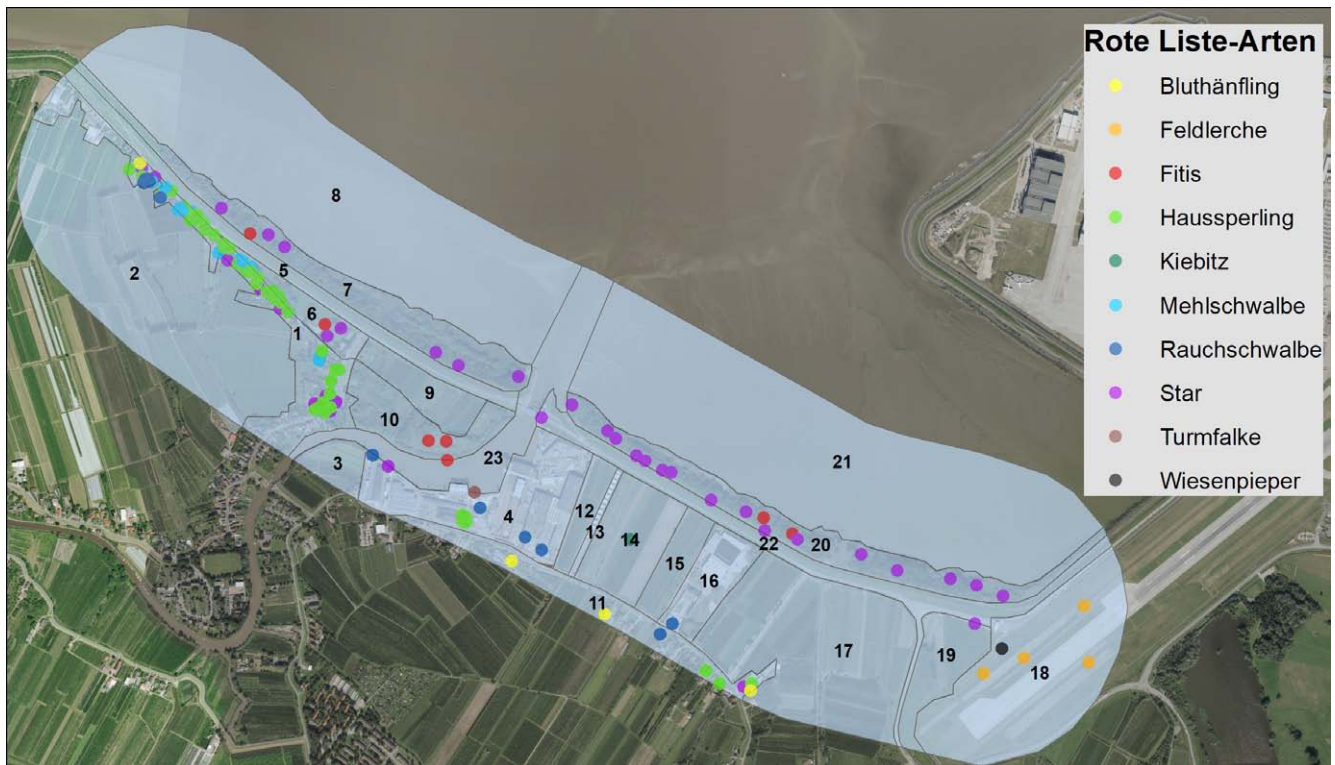 Rote Liste-Arten
Bluthänfling
Feldlerche
Fitis
Haussperling
Kiebitz
Mehlschwalbe
Rauchschwalbe
Star
Turmfalke
Wiesenpieper
8
2
5
7
6
1
9
10
23
3
21
4
12
13
14
15
22
20
16
11
17
19
18